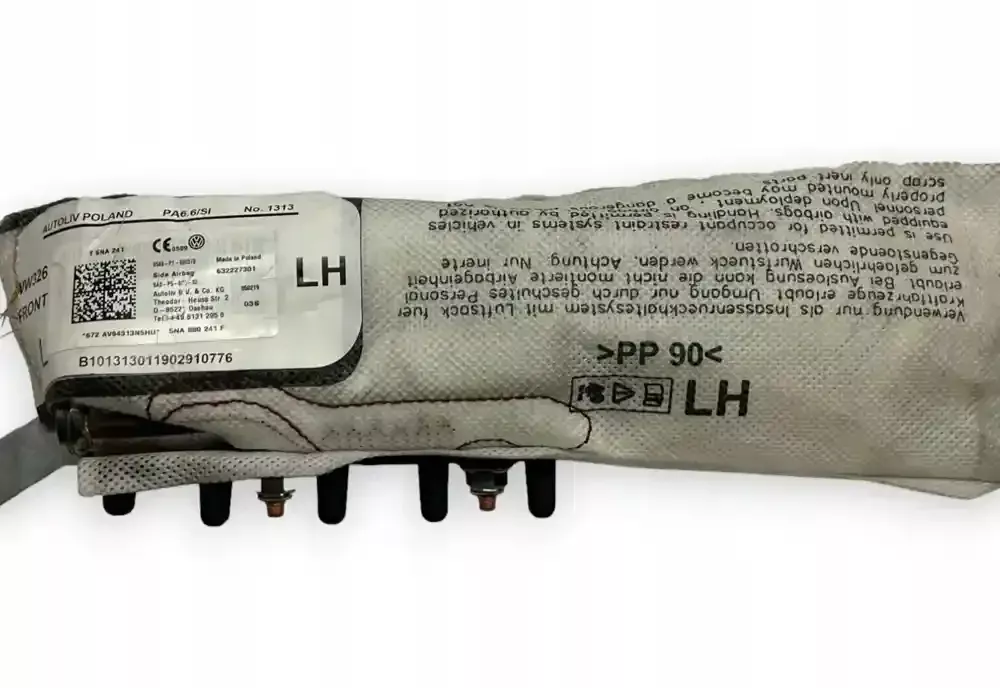 AUTOLIV POLAND PA6.6/SI No. 1313
VW326
FRONT
L
T 5NA 241
CE 0589
Made in Poland
Side Airbag 632227301
Autoliv B.V. & Co. KG
Theodor-Heuss Str. 2 036
Dachau
5NA 880 241 F
B101313011902910776
LH
>PP 90<
LH
Verwendung nur als Insassenrueckhaltesystem mit Luftsack fuer
Kraftfahrzeuge erlaubt. Umgang nur durch geschultes Personal
erlaubt. Bei Ausloesung kann die nicht montierte Airbageinheit
zum gefaehrlichen Wurfstueck werden. Achtung: Nur inerte
Gegenstaende verschrotten.
Use is permitted for occupant restraint systems in vehicles
equipped with airbags. Handling is permitted by authorized
personnel. Upon deployment, an
properly mounted may become a dangerous
scrap only inert parts.